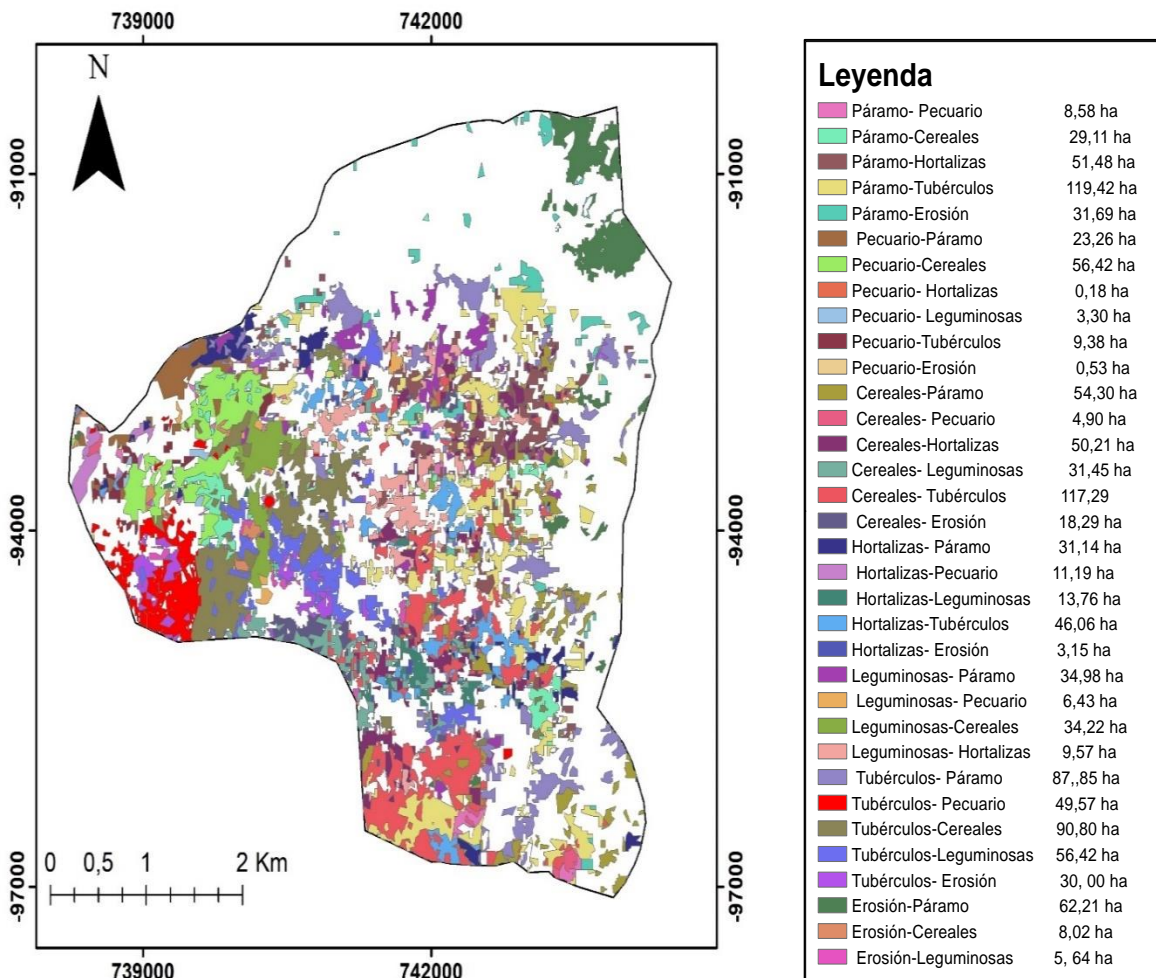 739000
742000
N
-91000
-91000
-94000
-94000
-97000
-97000
0 0,5 1 2 Km
739000
742000
Leyenda
Páramo- Pecuario 8,58 ha
Páramo-Cereales 29,11 ha
Páramo-Hortalizas 51,48 ha
Páramo-Tubérculos 119,42 ha
Páramo-Erosión 31,69 ha
Pecuario-Páramo 23,26 ha
Pecuario-Cereales 56,42 ha
Pecuario- Hortalizas 0,18 ha
Pecuario- Leguminosas 3,30 ha
Pecuario-Tubérculos 9,38 ha
Pecuario-Erosión 0,53 ha
Cereales-Páramo 54,30 ha
Cereales- Pecuario 4,90 ha
Cereales-Hortalizas 50,21 ha
Cereales- Leguminosas 31,45 ha
Cereales- Tubérculos 117,29
Cereales- Erosión 18,29 ha
Hortalizas- Páramo 31,14 ha
Hortalizas-Pecuario 11,19 ha
Hortalizas-Leguminosas 13,76 ha
Hortalizas-Tubérculos 46,06 ha
Hortalizas- Erosión 3,15 ha
Leguminosas- Páramo 34,98 ha
Leguminosas- Pecuario 6,43 ha
Leguminosas-Cereales 34,22 ha
Leguminosas- Hortalizas 9,57 ha
Tubérculos- Páramo 87,,85 ha
Tubérculos- Pecuario 49,57 ha
Tubérculos-Cereales 90,80 ha
Tubérculos-Leguminosas 56,42 ha
Tubérculos- Erosión 30, 00 ha
Erosión-Páramo 62,21 ha
Erosión-Cereales 8,02 ha
Erosión-Leguminosas 5, 64 ha